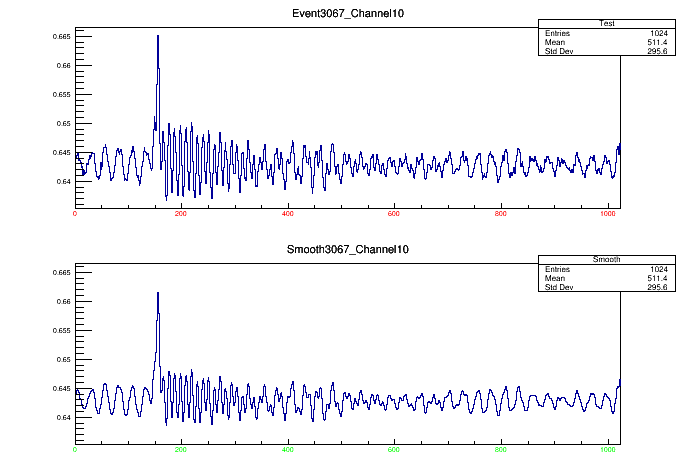 Event3067_Channel10
Test
Entries 1024
Mean 511.4
Std Dev 295.6
0.665
0.66
0.655
0.65
0.645
0.64
0 200 400 600 800 1000
Smooth3067_Channel10
Smooth
Entries 1024
Mean 511.4
Std Dev 295.6
0.665
0.66
0.655
0.65
0.645
0.64
0 200 400 600 800 1000